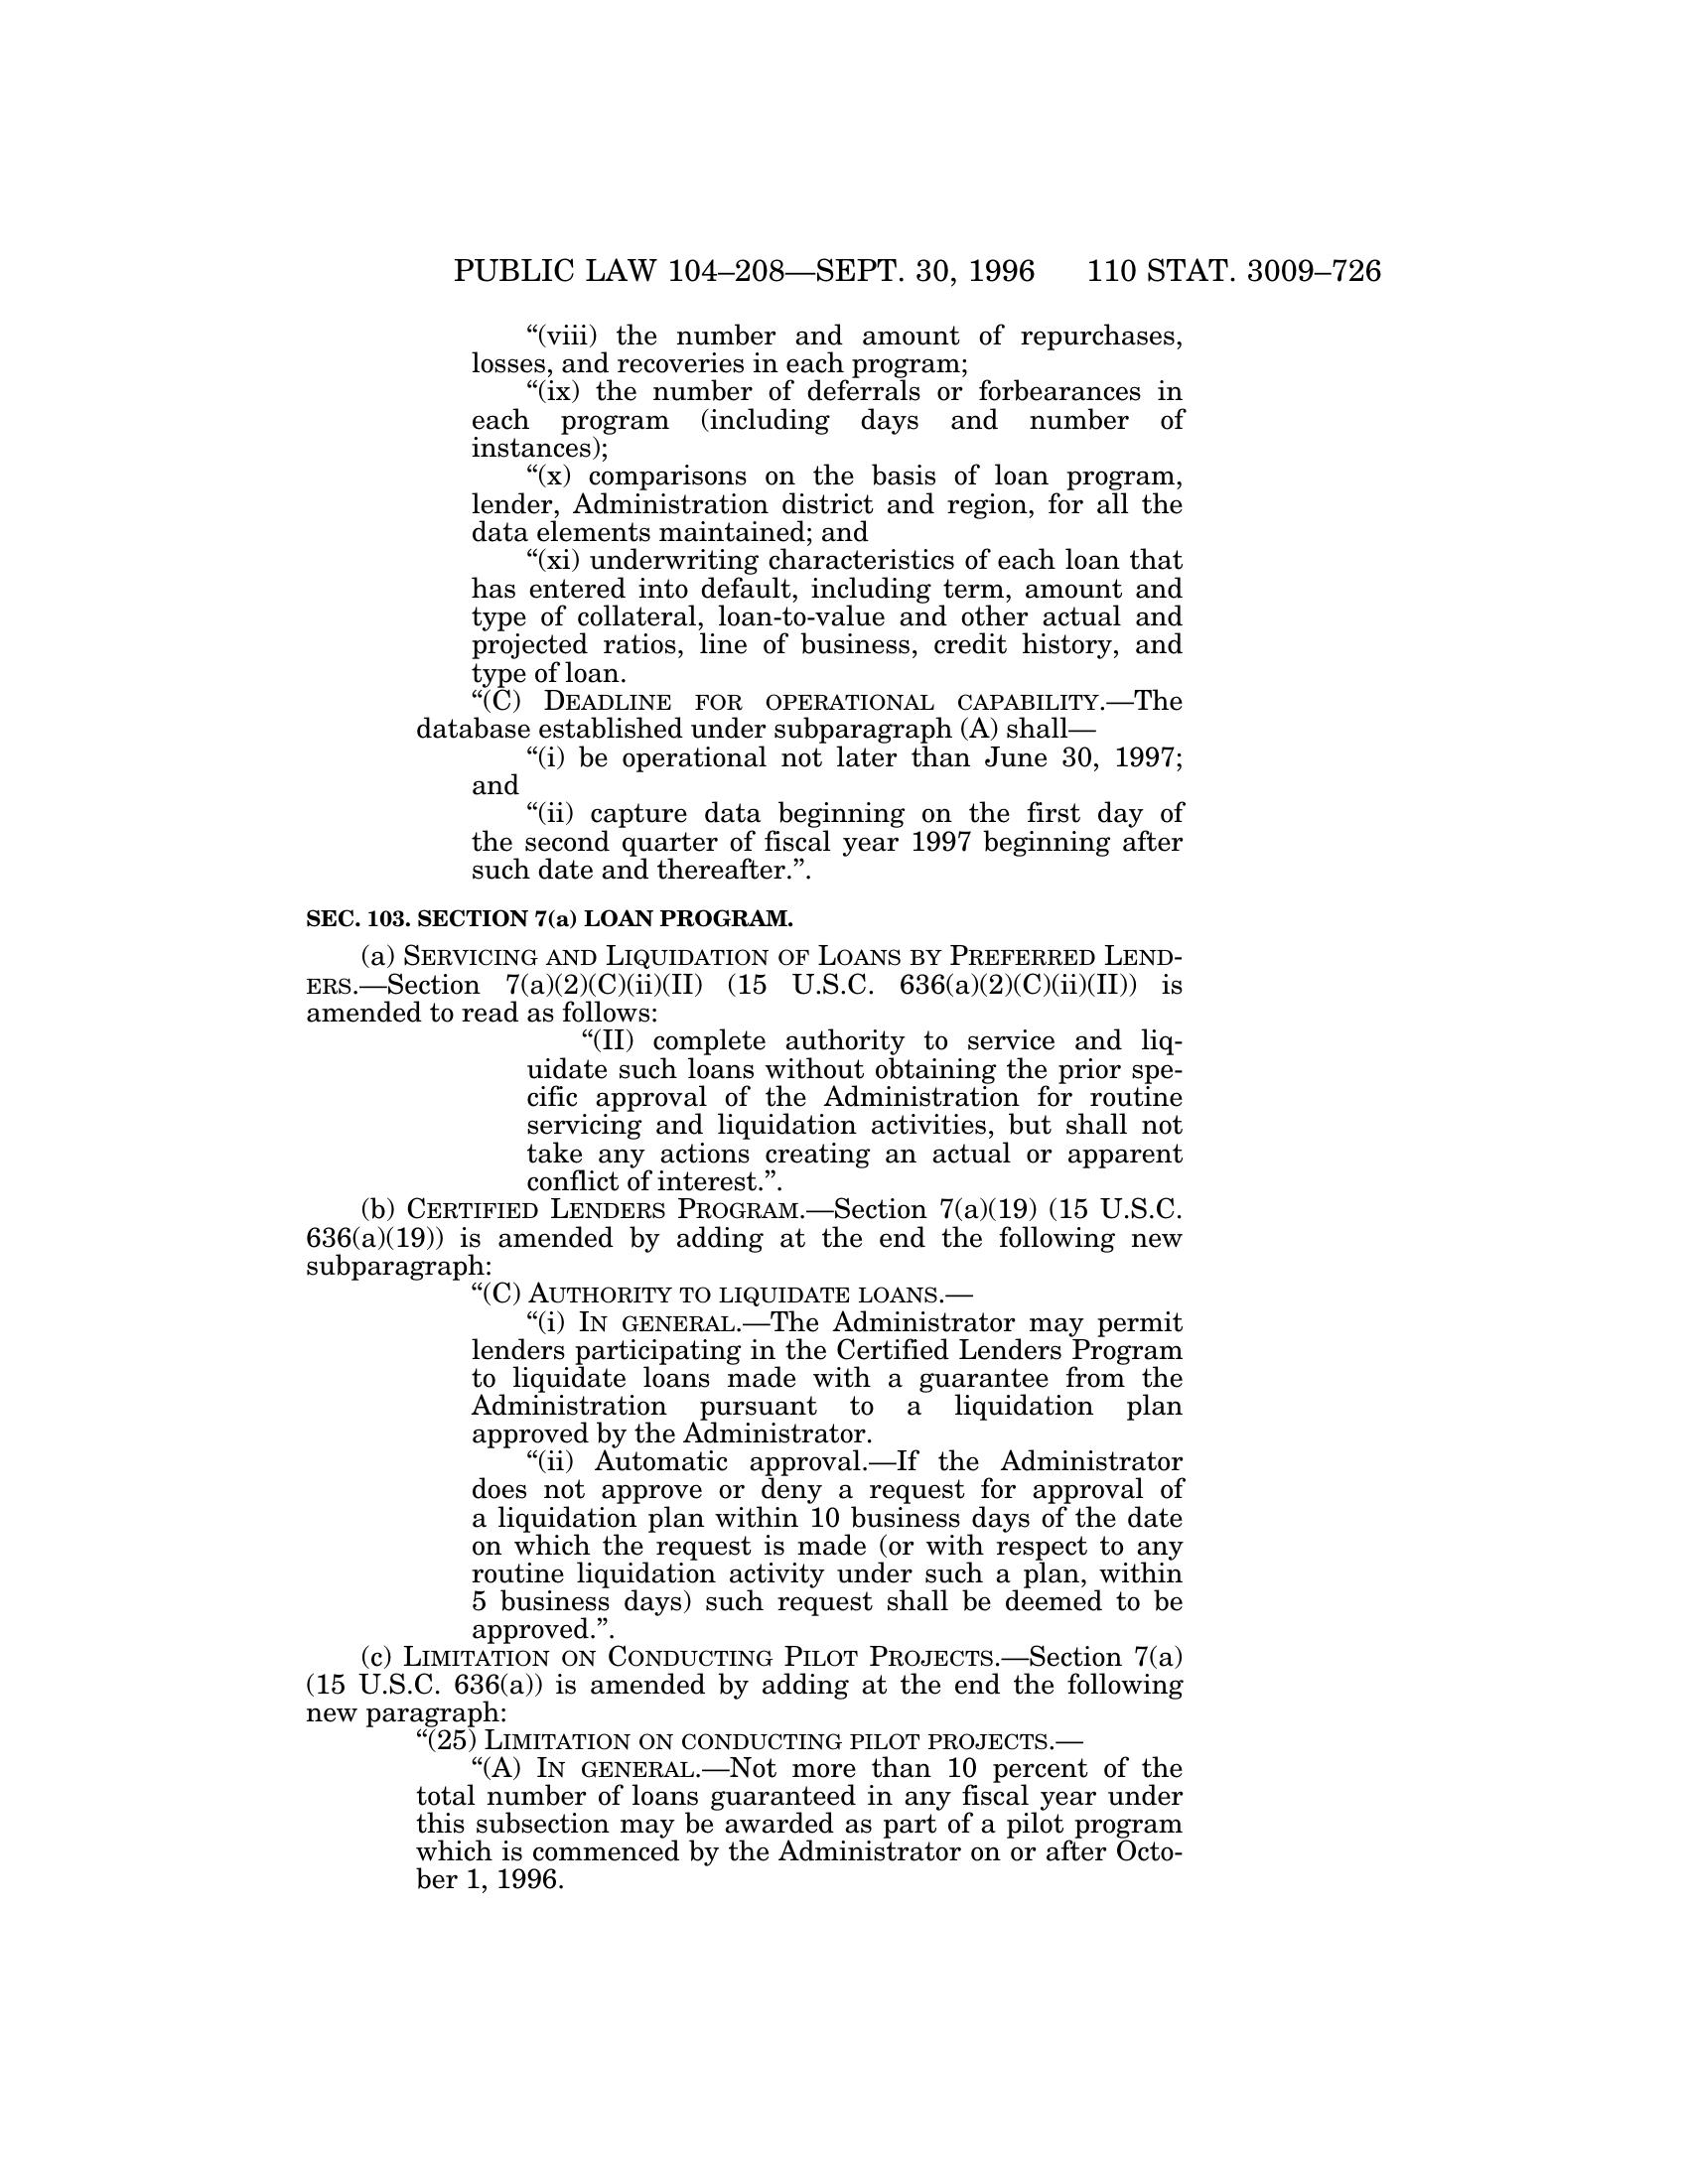 PUBLIC LAW 104–208—SEPT. 30, 1996 110 STAT. 3009–726
“(viii) the number and amount of repurchases,
losses, and recoveries in each program;
“(ix) the number of deferrals or forbearances in
each program (including days and number of
instances);
“(x) comparisons on the basis of loan program,
lender, Administration district and region, for all the
data elements maintained; and
“(xi) underwriting characteristics of each loan that
has entered into default, including term, amount and
type of collateral, loan-to-value and other actual and
projected ratios, line of business, credit history, and
type of loan.
“(C) DEADLINE FOR OPERATIONAL CAPABILITY.—The
database established under subparagraph (A) shall—
“(i) be operational not later than June 30, 1997;
and
“(ii) capture data beginning on the first day of
the second quarter of fiscal year 1997 beginning after
such date and thereafter.”.
SEC. 103. SECTION 7(a) LOAN PROGRAM.
(a) SERVICING AND LIQUIDATION OF LOANS BY PREFERRED LEND-
ERS.—Section 7(a)(2)(C)(ii)(II) (15 U.S.C. 636(a)(2)(C)(ii)(II)) is
amended to read as follows:
“(II) complete authority to service and liq-
uidate such loans without obtaining the prior spe-
cific approval of the Administration for routine
servicing and liquidation activities, but shall not
take any actions creating an actual or apparent
conflict of interest.”.
(b) CERTIFIED LENDERS PROGRAM.—Section 7(a)(19) (15 U.S.C.
636(a)(19)) is amended by adding at the end the following new
subparagraph:
“(C) AUTHORITY TO LIQUIDATE LOANS.—
“(i) IN GENERAL.—The Administrator may permit
lenders participating in the Certified Lenders Program
to liquidate loans made with a guarantee from the
Administration pursuant to a liquidation plan
approved by the Administrator.
“(ii) Automatic approval.—If the Administrator
does not approve or deny a request for approval of
a liquidation plan within 10 business days of the date
on which the request is made (or with respect to any
routine liquidation activity under such a plan, within
5 business days) such request shall be deemed to be
approved.”.
(c) LIMITATION ON CONDUCTING PILOT PROJECTS.—Section 7(a)
(15 U.S.C. 636(a)) is amended by adding at the end the following
new paragraph:
“(25) LIMITATION ON CONDUCTING PILOT PROJECTS.—
“(A) IN GENERAL.—Not more than 10 percent of the
total number of loans guaranteed in any fiscal year under
this subsection may be awarded as part of a pilot program
which is commenced by the Administrator on or after Octo-
ber 1, 1996.